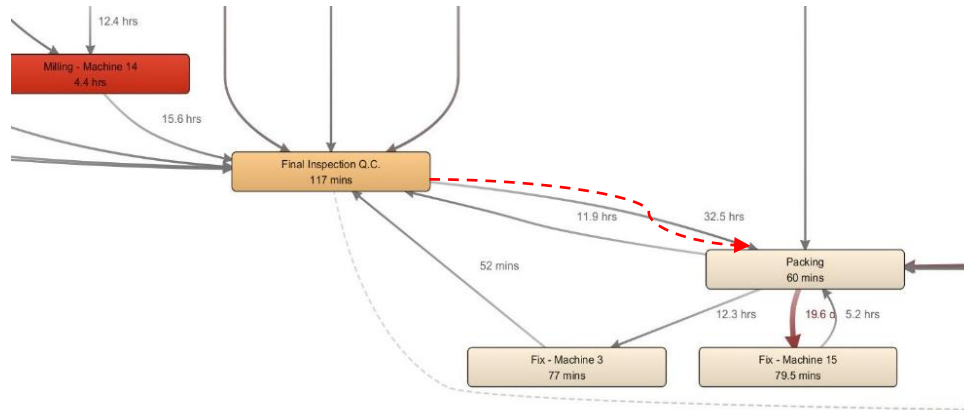 12.4 hrs
Milling - Machine 14
4.4 hrs
15.6 hrs
Final Inspection Q.C.
117 mins
11.9 hrs
32.5 hrs
52 mins
Packing
60 mins
12.3 hrs
19.6 d
5.2 hrs
Fix - Machine 3
77 mins
Fix - Machine 15
79.5 mins